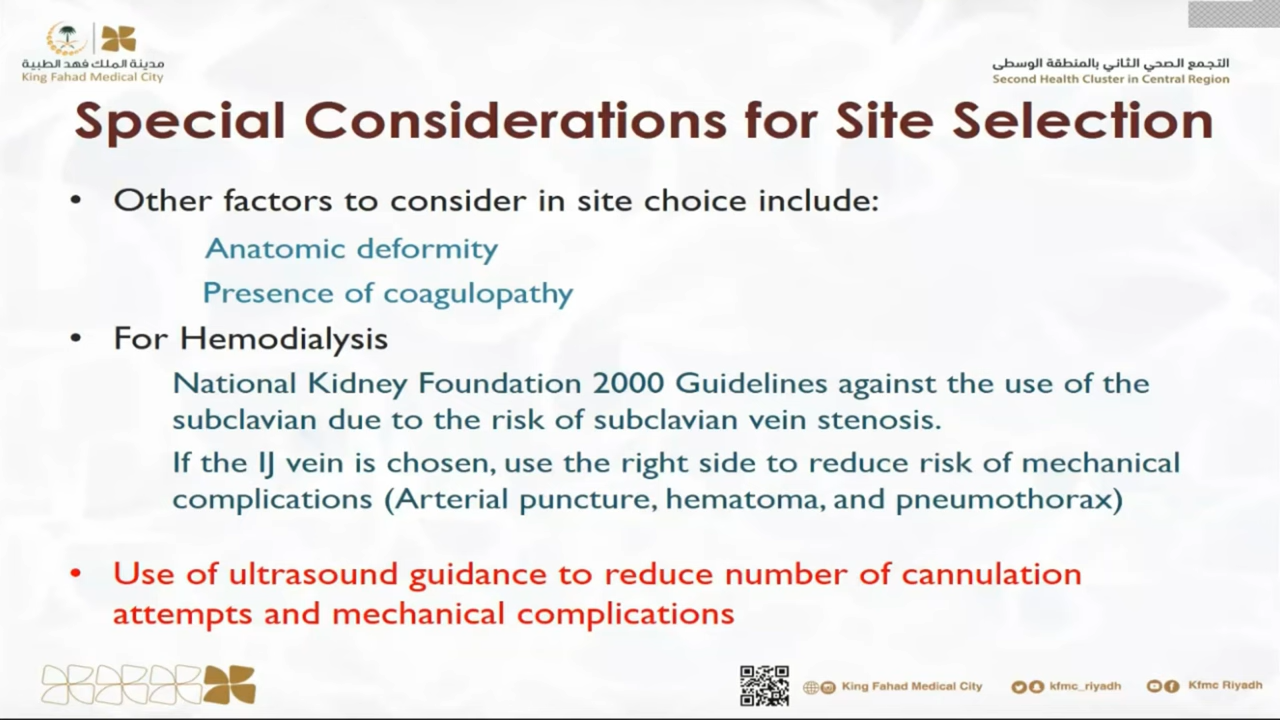 مدينة الملك فهد الطبية
King Fahad Medical City
التجمع الصحي الثاني بالمنطقة الوسطى
Second Health Cluster in Central Region
Special Considerations for Site Selection
• Other factors to consider in site choice include:
Anatomic deformity
Presence of coagulopathy
• For Hemodialysis
National Kidney Foundation 2000 Guidelines against the use of the
subclavian due to the risk of subclavian vein stenosis.
If the IJ vein is chosen, use the right side to reduce risk of mechanical
complications (Arterial puncture, hematoma, and pneumothorax)
• Use of ultrasound guidance to reduce number of cannulation
attempts and mechanical complications
King Fahad Medical City
kfmc_riyadh
Kfmc Riyadh